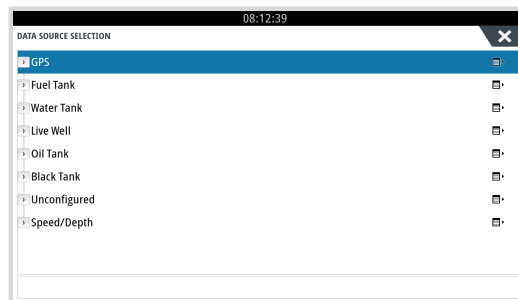 08:12:39
DATA SOURCE SELECTION
GPS
Fuel Tank
Water Tank
Live Well
Oil Tank
Black Tank
Unconfigured
Speed/Depth